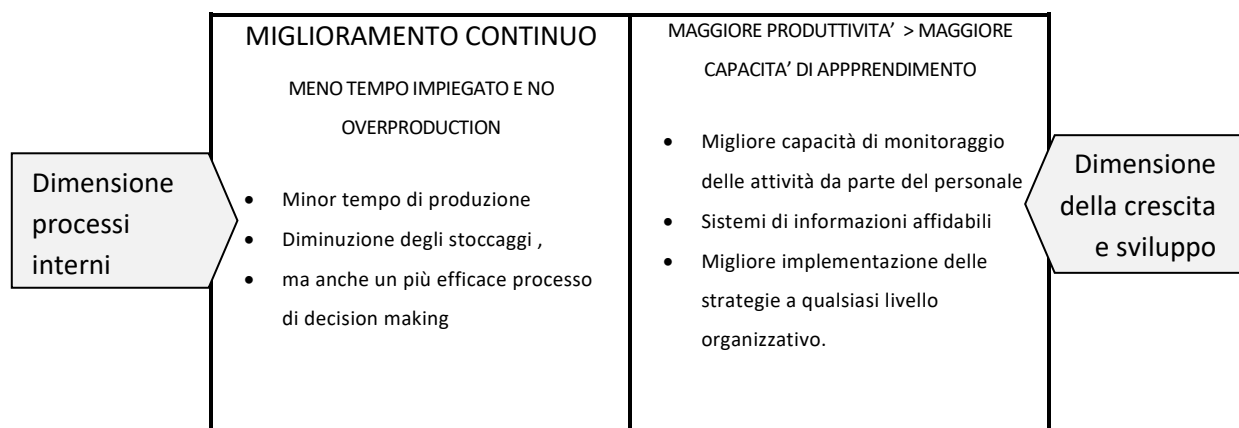 Dimensione
processi
interni
MIGLIORAMENTO CONTINUO
MENO TEMPO IMPIEGATO E NO
OVERPRODUCTION
• Minor tempo di produzione
• Diminuzione degli stoccaggi ,
• ma anche un più efficace processo
di decision making
MAGGIORE PRODUTTIVITA’ > MAGGIORE
CAPACITA’ DI APPPRENDIMENTO
• Migliore capacità di monitoraggio
delle attività da parte del personale
• Sistemi di informazioni affidabili
• Migliore implementazione delle
strategie a qualsiasi livello
organizzativo.
Dimensione
della crescita
e sviluppo